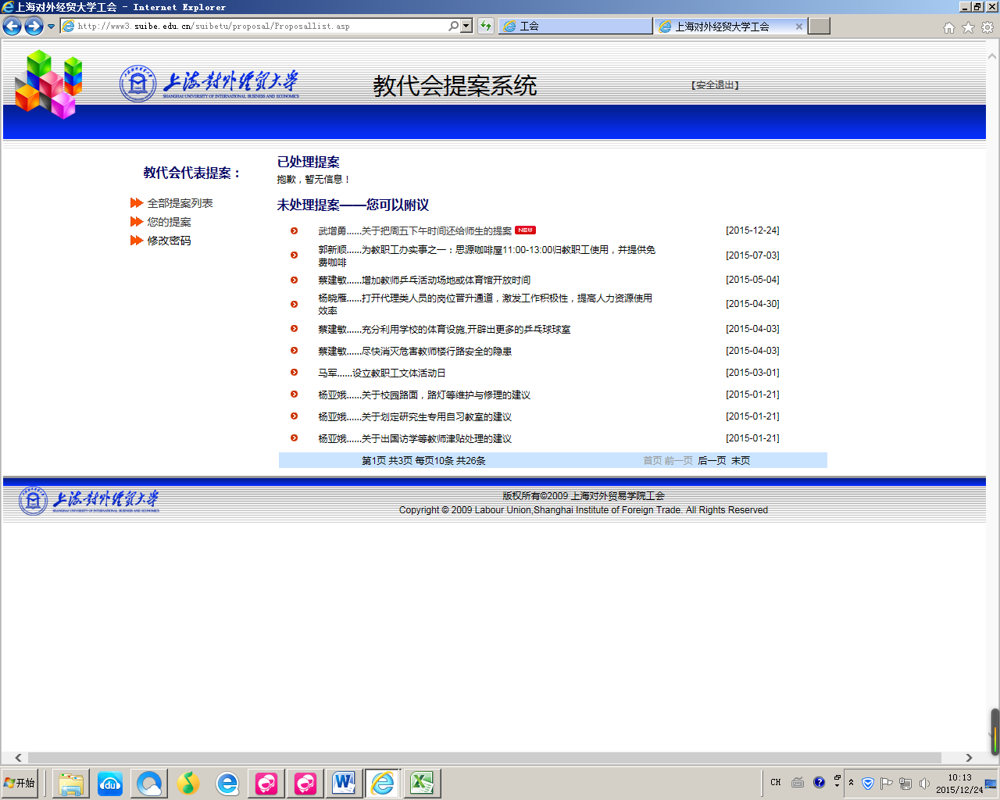 上海对外经贸大学工会 - Internet Explorer
http://www3.suibe.edu.cn/suibetu/proposal/Proposallist.asp
工会
上海对外经贸大学工会
上海对外经贸大学
SHANGHAI UNIVERSITY OF INTERNATIONAL BUSINESS AND ECONOMICS
教代会提案系统
【安全退出】
教代会代表提案：
全部提案列表
您的提案
修改密码
已处理提案
抱歉，暂无信息！
未处理提案——您可以附议
武增勇......关于把周五下午时间还给师生的提案 NEW [2015-12-24]
郭新顺......为教职工办实事之一：思源咖啡屋11:00-13:00归教职工使用，并提供免
费咖啡 [2015-07-03]
蔡建敏......增加教师乒乓活动场地或体育馆开放时间 [2015-05-04]
杨晓雁......打开代理类人员的岗位晋升通道，激发工作积极性，提高人力资源使用
效率 [2015-04-30]
蔡建敏......充分利用学校的体育设施,开辟出更多的乒乓球球室 [2015-04-03]
蔡建敏......尽快消灭危害教师楼行路安全的隐患 [2015-04-03]
马军......设立教职工文体活动日 [2015-03-01]
杨亚娥......关于校园路面，路灯等维护与修理的建议 [2015-01-21]
杨亚娥......关于划定研究生专用自习教室的建议 [2015-01-21]
杨亚娥......关于出国访学等教师津贴处理的建议 [2015-01-21]
第1页 共3页 每页10条 共26条 首页 前一页 后一页 末页
上海对外经贸大学
SHANGHAI UNIVERSITY OF INTERNATIONAL BUSINESS AND ECONOMICS
版权所有©2009 上海对外贸易学院工会
Copyright © 2009 Labour Union,Shanghai Institute of Foreign Trade. All Rights Reserved
开始
du
CH
10:13
2015/12/24